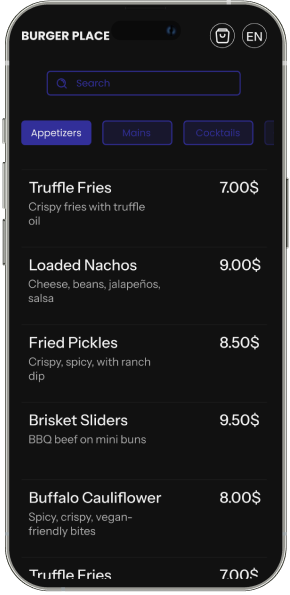 BURGER PLACE
EN
Search
Appetizers Mains Cocktails
Truffle Fries 7.00$
Crispy fries with truffle
oil
Loaded Nachos 9.00$
Cheese, beans, jalapeños,
salsa
Fried Pickles 8.50$
Crispy, spicy, with ranch
dip
Brisket Sliders 9.50$
BBQ beef on mini buns
Buffalo Cauliflower 8.00$
Spicy, crispy, vegan-
friendly bites
Truffle Fries 7.00$